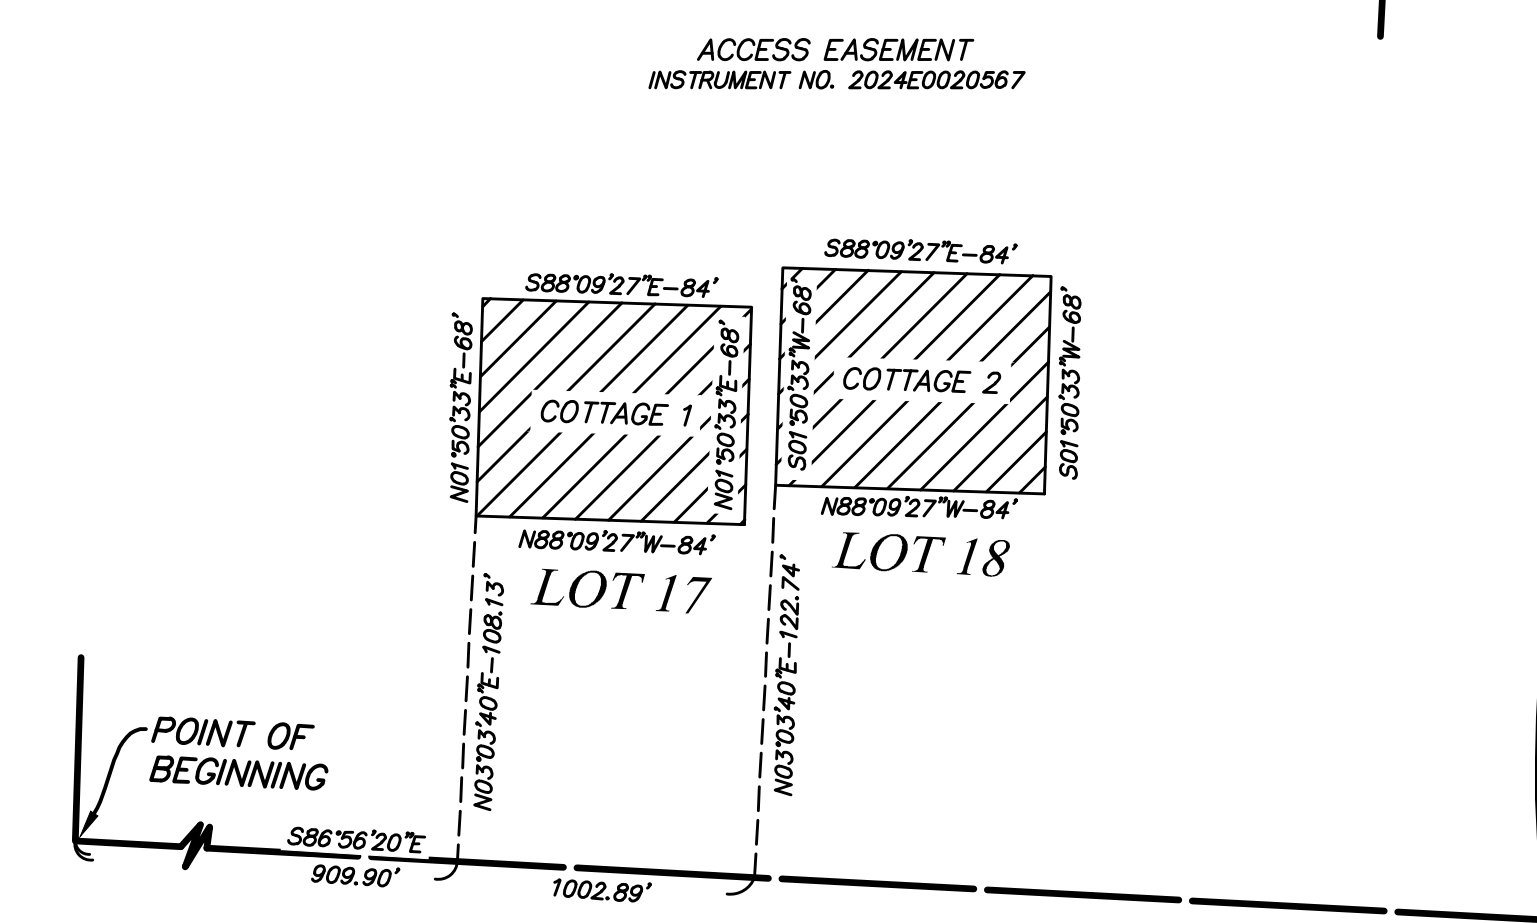 ACCESS EASEMENT
INSTRUMENT NO. 2024E0020567
S88°09'27"E-84'
S88°09'27"E-84'
N01°50'33"E-68'
COTTAGE 1
N01°50'33"E-68'
S01°50'33"W-68'
COTTAGE 2
S01°50'33"W-68'
N88°09'27"W-84'
LOT 17
N88°09'27"W-84'
LOT 18
N03°03'40"E-108.13'
N03°03'40"E-122.74'
POINT OF
BEGINNING
S86°56'20"E
909.90'
1002.89'